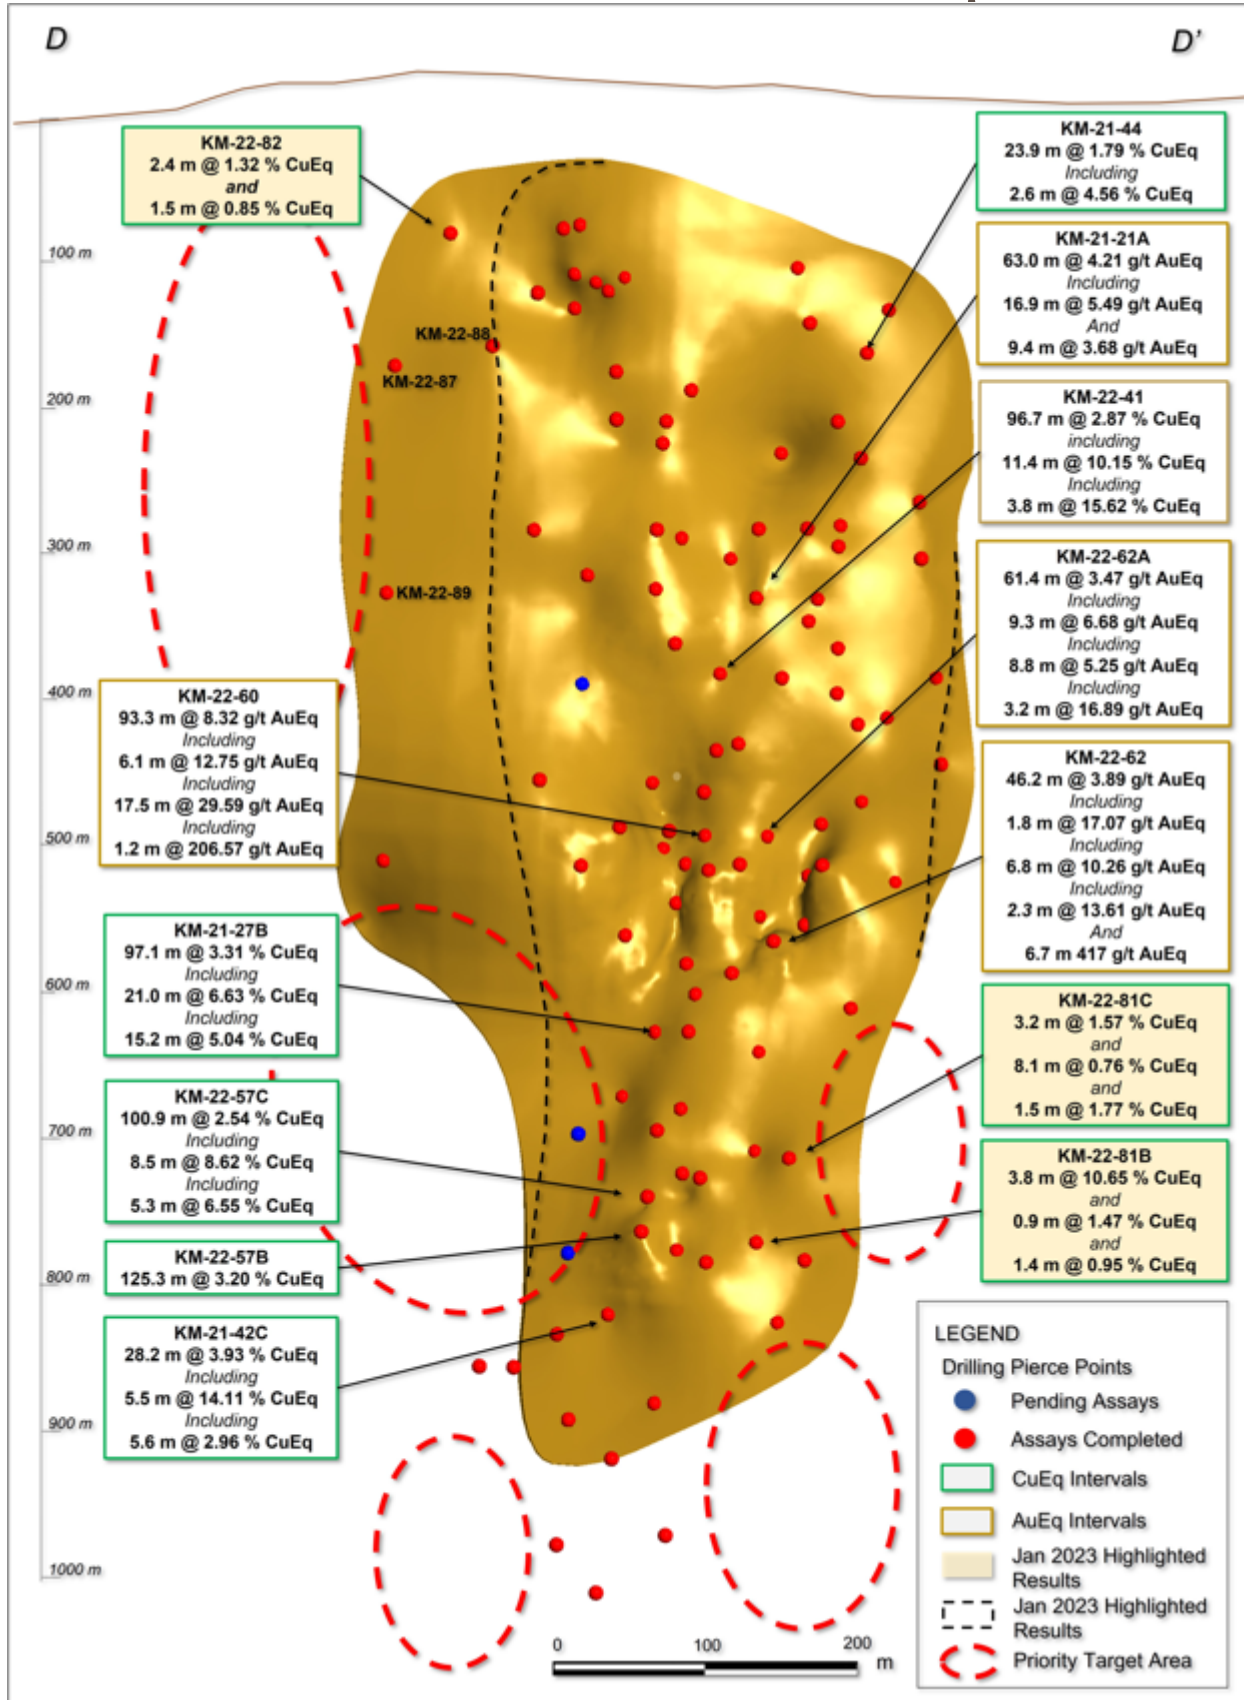 D
D'
KM-22-82
2.4 m @ 1.32 % CuEq
and
1.5 m @ 0.85 % CuEq
KM-21-44
23.9 m @ 1.79 % CuEq
Including
2.6 m @ 4.56 % CuEq
KM-21-21A
63.0 m @ 4.21 g/t AuEq
Including
16.9 m @ 5.49 g/t AuEq
And
9.4 m @ 3.68 g/t AuEq
KM-22-41
96.7 m @ 2.87 % CuEq
including
11.4 m @ 10.15 % CuEq
Including
3.8 m @ 15.62 % CuEq
KM-22-62A
61.4 m @ 3.47 g/t AuEq
Including
9.3 m @ 6.68 g/t AuEq
Including
8.8 m @ 5.25 g/t AuEq
Including
3.2 m @ 16.89 g/t AuEq
KM-22-62
46.2 m @ 3.89 g/t AuEq
Including
1.8 m @ 17.07 g/t AuEq
Including
6.8 m @ 10.26 g/t AuEq
Including
2.3 m @ 13.61 g/t AuEq
And
6.7 m 417 g/t AuEq
KM-22-81C
3.2 m @ 1.57 % CuEq
and
8.1 m @ 0.76 % CuEq
and
1.5 m @ 1.77 % CuEq
KM-22-81B
3.8 m @ 10.65 % CuEq
and
0.9 m @ 1.47 % CuEq
and
1.4 m @ 0.95 % CuEq
KM-22-88
KM-22-87
KM-22-89
KM-22-60
93.3 m @ 8.32 g/t AuEq
Including
6.1 m @ 12.75 g/t AuEq
Including
17.5 m @ 29.59 g/t AuEq
Including
1.2 m @ 206.57 g/t AuEq
KM-21-27B
97.1 m @ 3.31 % CuEq
Including
21.0 m @ 6.63 % CuEq
Including
15.2 m @ 5.04 % CuEq
KM-22-57C
100.9 m @ 2.54 % CuEq
Including
8.5 m @ 8.62 % CuEq
Including
5.3 m @ 6.55 % CuEq
KM-22-57B
125.3 m @ 3.20 % CuEq
KM-21-42C
28.2 m @ 3.93 % CuEq
Including
5.5 m @ 14.11 % CuEq
Including
5.6 m @ 2.96 % CuEq
100 m
200 m
300 m
400 m
500 m
600 m
700 m
800 m
900 m
1000 m
LEGEND
Drilling Pierce Points
Pending Assays
Assays Completed
CuEq Intervals
AuEq Intervals
Jan 2023 Highlighted
Results
Jan 2023 Highlighted
Results
Priority Target Area
0 100 200
m